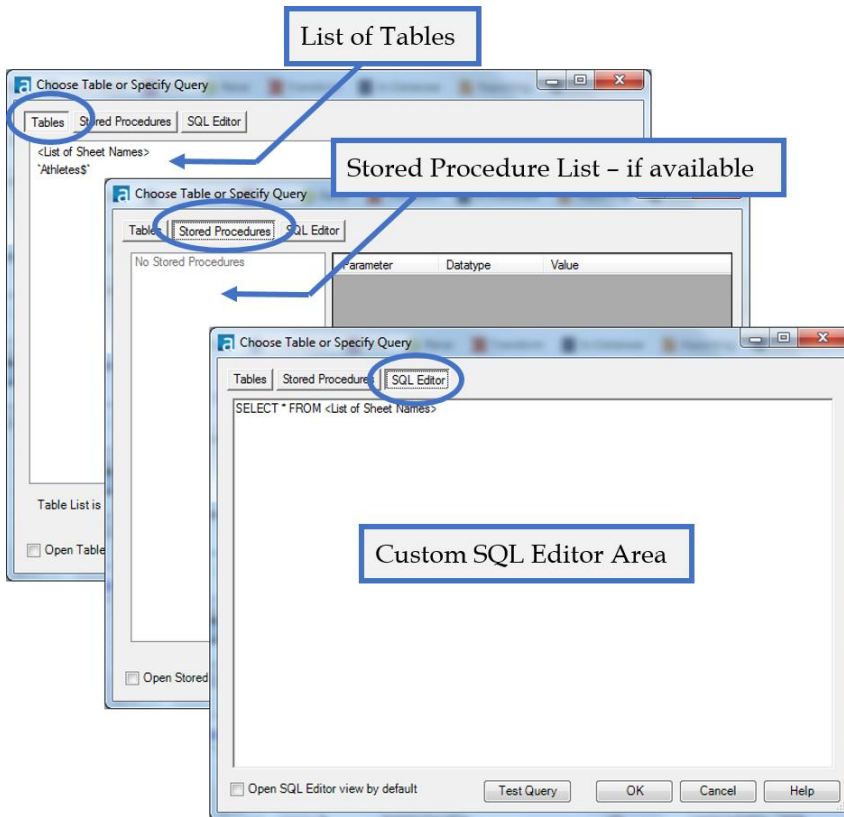 List of Tables
Choose Table or Specify Query
Tables Stored Procedures SQL Editor
<List of Sheet Names>
`Athletes$`
Stored Procedure List – if available
Choose Table or Specify Query
Tables Stored Procedures SQL Editor
No Stored Procedures
Parameter Datatype Value
Choose Table or Specify Query
Tables Stored Procedures SQL Editor
SELECT * FROM <List of Sheet Names>
Table List is
Open Table
Custom SQL Editor Area
Open Stored
Open SQL Editor view by default
Test Query OK Cancel Help